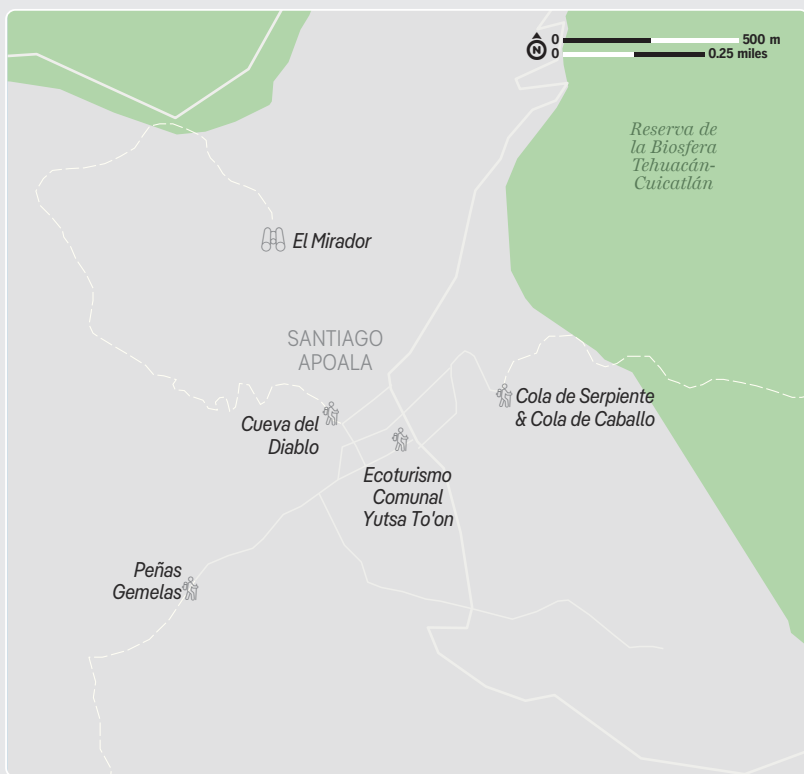 0 500 m
N 0 0.25 miles
Reserva de
la Biosfera
Tehuacán-
Cuicatlán
El Mirador
SANTIAGO
APOALA
Cola de Serpiente
& Cola de Caballo
Cueva del
Diablo
Ecoturismo
Comunal
Yutsa To'on
Peñas
Gemelas